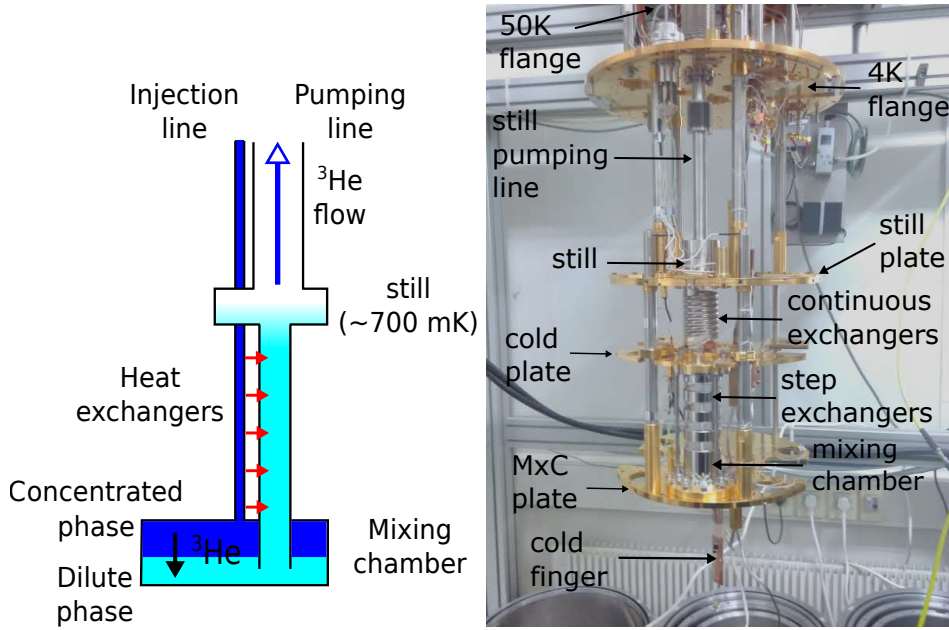 Injection
line
Pumping
line
³He
flow
still
(~700 mK)
Heat
exchangers
Concentrated
phase
³He
Dilute
phase
Mixing
chamber
50K
flange
4K
flange
still
pumping
line
still
still
plate
continuous
exchangers
cold
plate
step
exchangers
MxC
plate
mixing
chamber
cold
finger